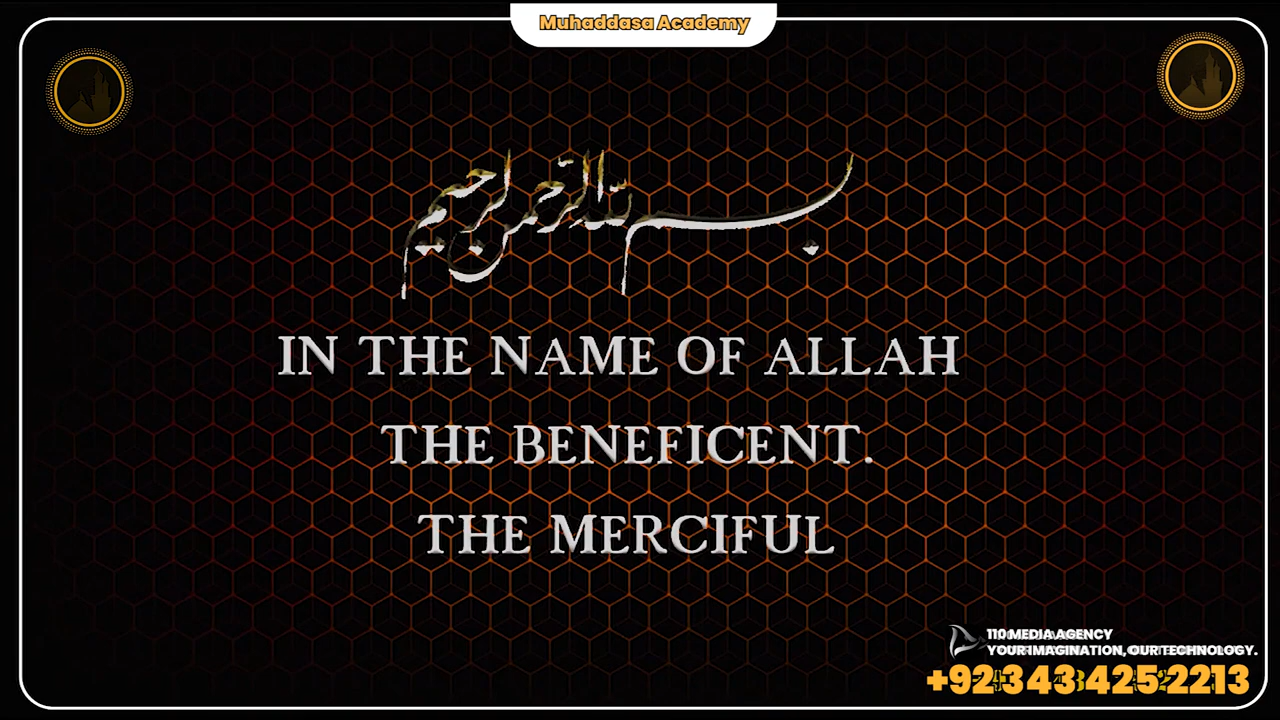 Muhaddasa Academy
بسم الله الرحمن الرحيم
IN THE NAME OF ALLAH
THE BENEFICENT.
THE MERCIFUL
110 MEDIA AGENCY
YOUR IMAGINATION, OUR TECHNOLOGY.
+92 343 425 2213